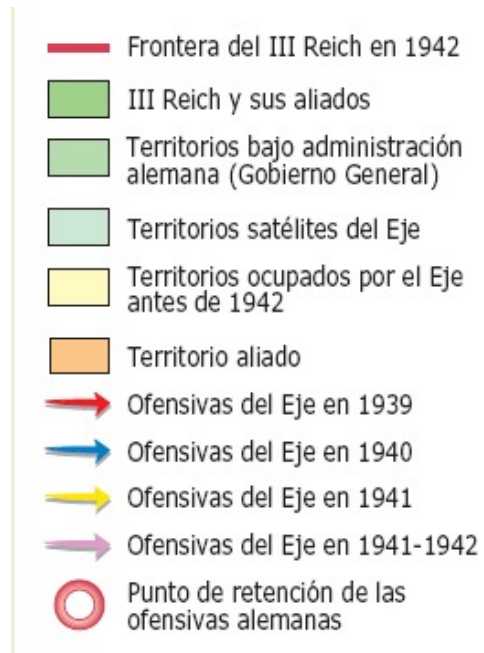 Frontera del III Reich en 1942
III Reich y sus aliados
Territorios bajo administración
alemana (Gobierno General)
Territorios satélites del Eje
Territorios ocupados por el Eje
antes de 1942
Territorio aliado
Ofensivas del Eje en 1939
Ofensivas del Eje en 1940
Ofensivas del Eje en 1941
Ofensivas del Eje en 1941-1942
Punto de retención de las
ofensivas alemanas